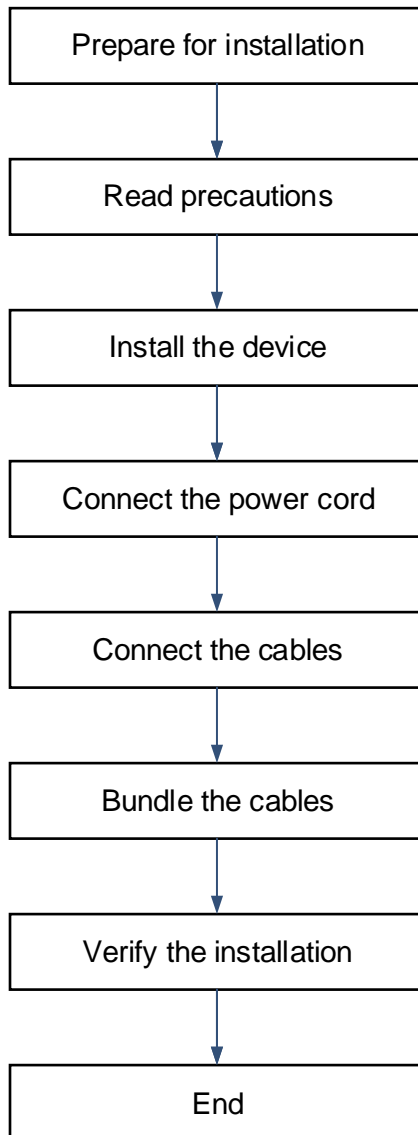 Prepare for installation
Read precautions
Install the device
Connect the power cord
Connect the cables
Bundle the cables
Verify the installation
End